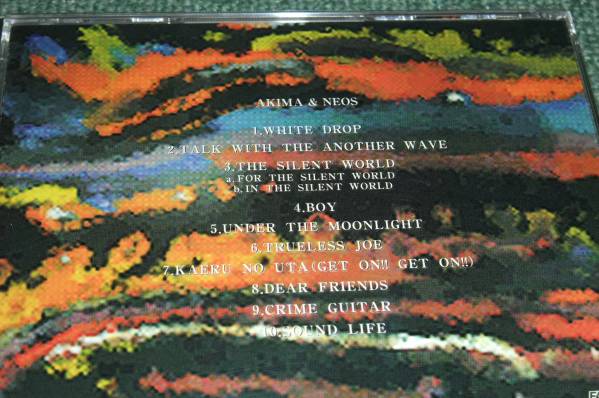 AKIMA & NEOS
1.WHITE DROP
2.TALK WITH THE ANOTHER WAVE
3.THE SILENT WORLD
a.FOR THE SILENT WORLD
b.IN THE SILENT WORLD
4.BOY
5.UNDER THE MOONLIGHT
6.TRUELESS JOE
7.KAERU NO UTA(GET ON!! GET ON!!)
8.DEAR FRIENDS
9.CRIME GUITAR
10.SOUND LIFE